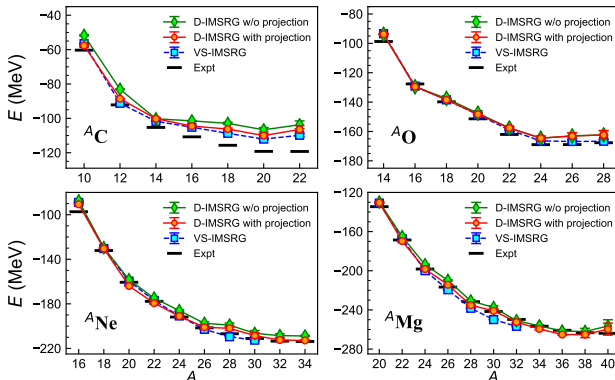 D-IMSRG w/o projection
D-IMSRG with projection
VS-IMSRG
Expt
E (MeV)
−40
−60
−80
−100
−120
10 12 14 16 18 20 22
AC
D-IMSRG w/o projection
D-IMSRG with projection
VS-IMSRG
Expt
−80
−100
−120
−140
−160
−180
14 16 18 20 22 24 26 28
AO
D-IMSRG w/o projection
D-IMSRG with projection
VS-IMSRG
Expt
E (MeV)
−100
−140
−180
−220
16 18 20 22 24 26 28 30 32 34
ANe
A
D-IMSRG w/o projection
D-IMSRG with projection
VS-IMSRG
Expt
−120
−160
−200
−240
−280
20 22 24 26 28 30 32 34 36 38 40
AMg
A